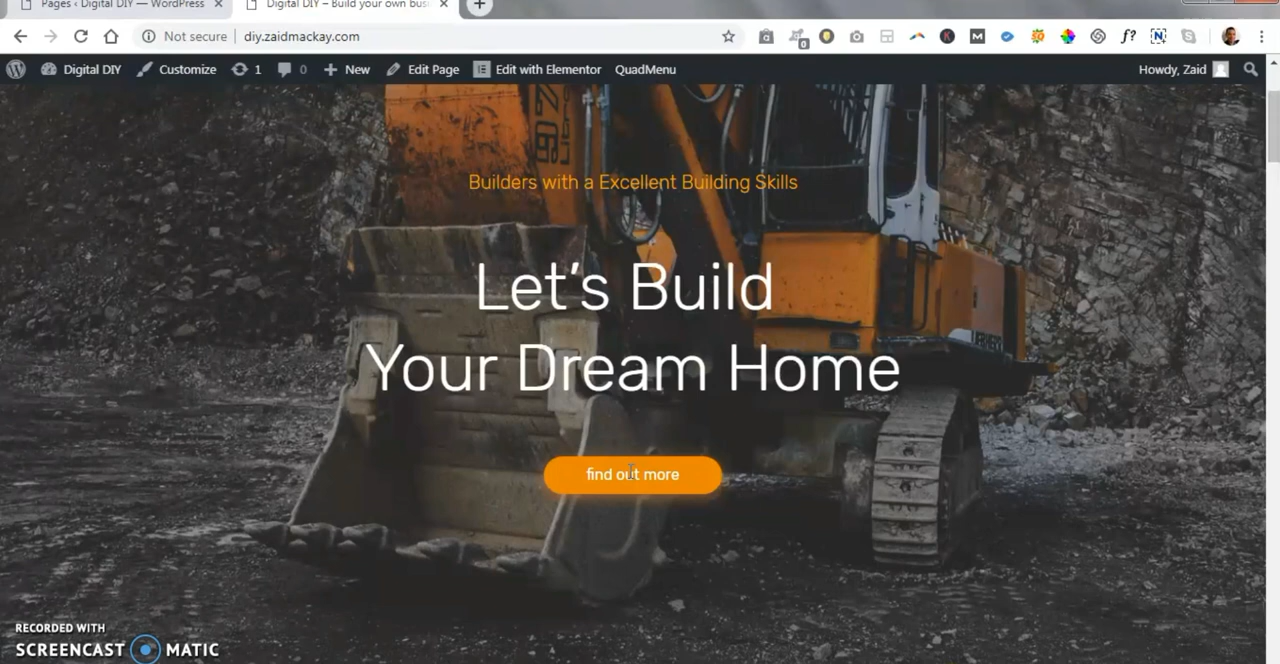 Pages ‹ Digital DIY — WordPress
Digital DIY – Build your own bus
Not secure
diy.zaidmackay.com
0
f?
Digital DIY
Customize
1
0
New
Edit Page
Edit with Elementor
QuadMenu
Howdy, Zaid
Builders with a Excellent Building Skills
Let's Build
Your Dream Home
find out more
RECORDED WITH
SCREENCAST MATIC